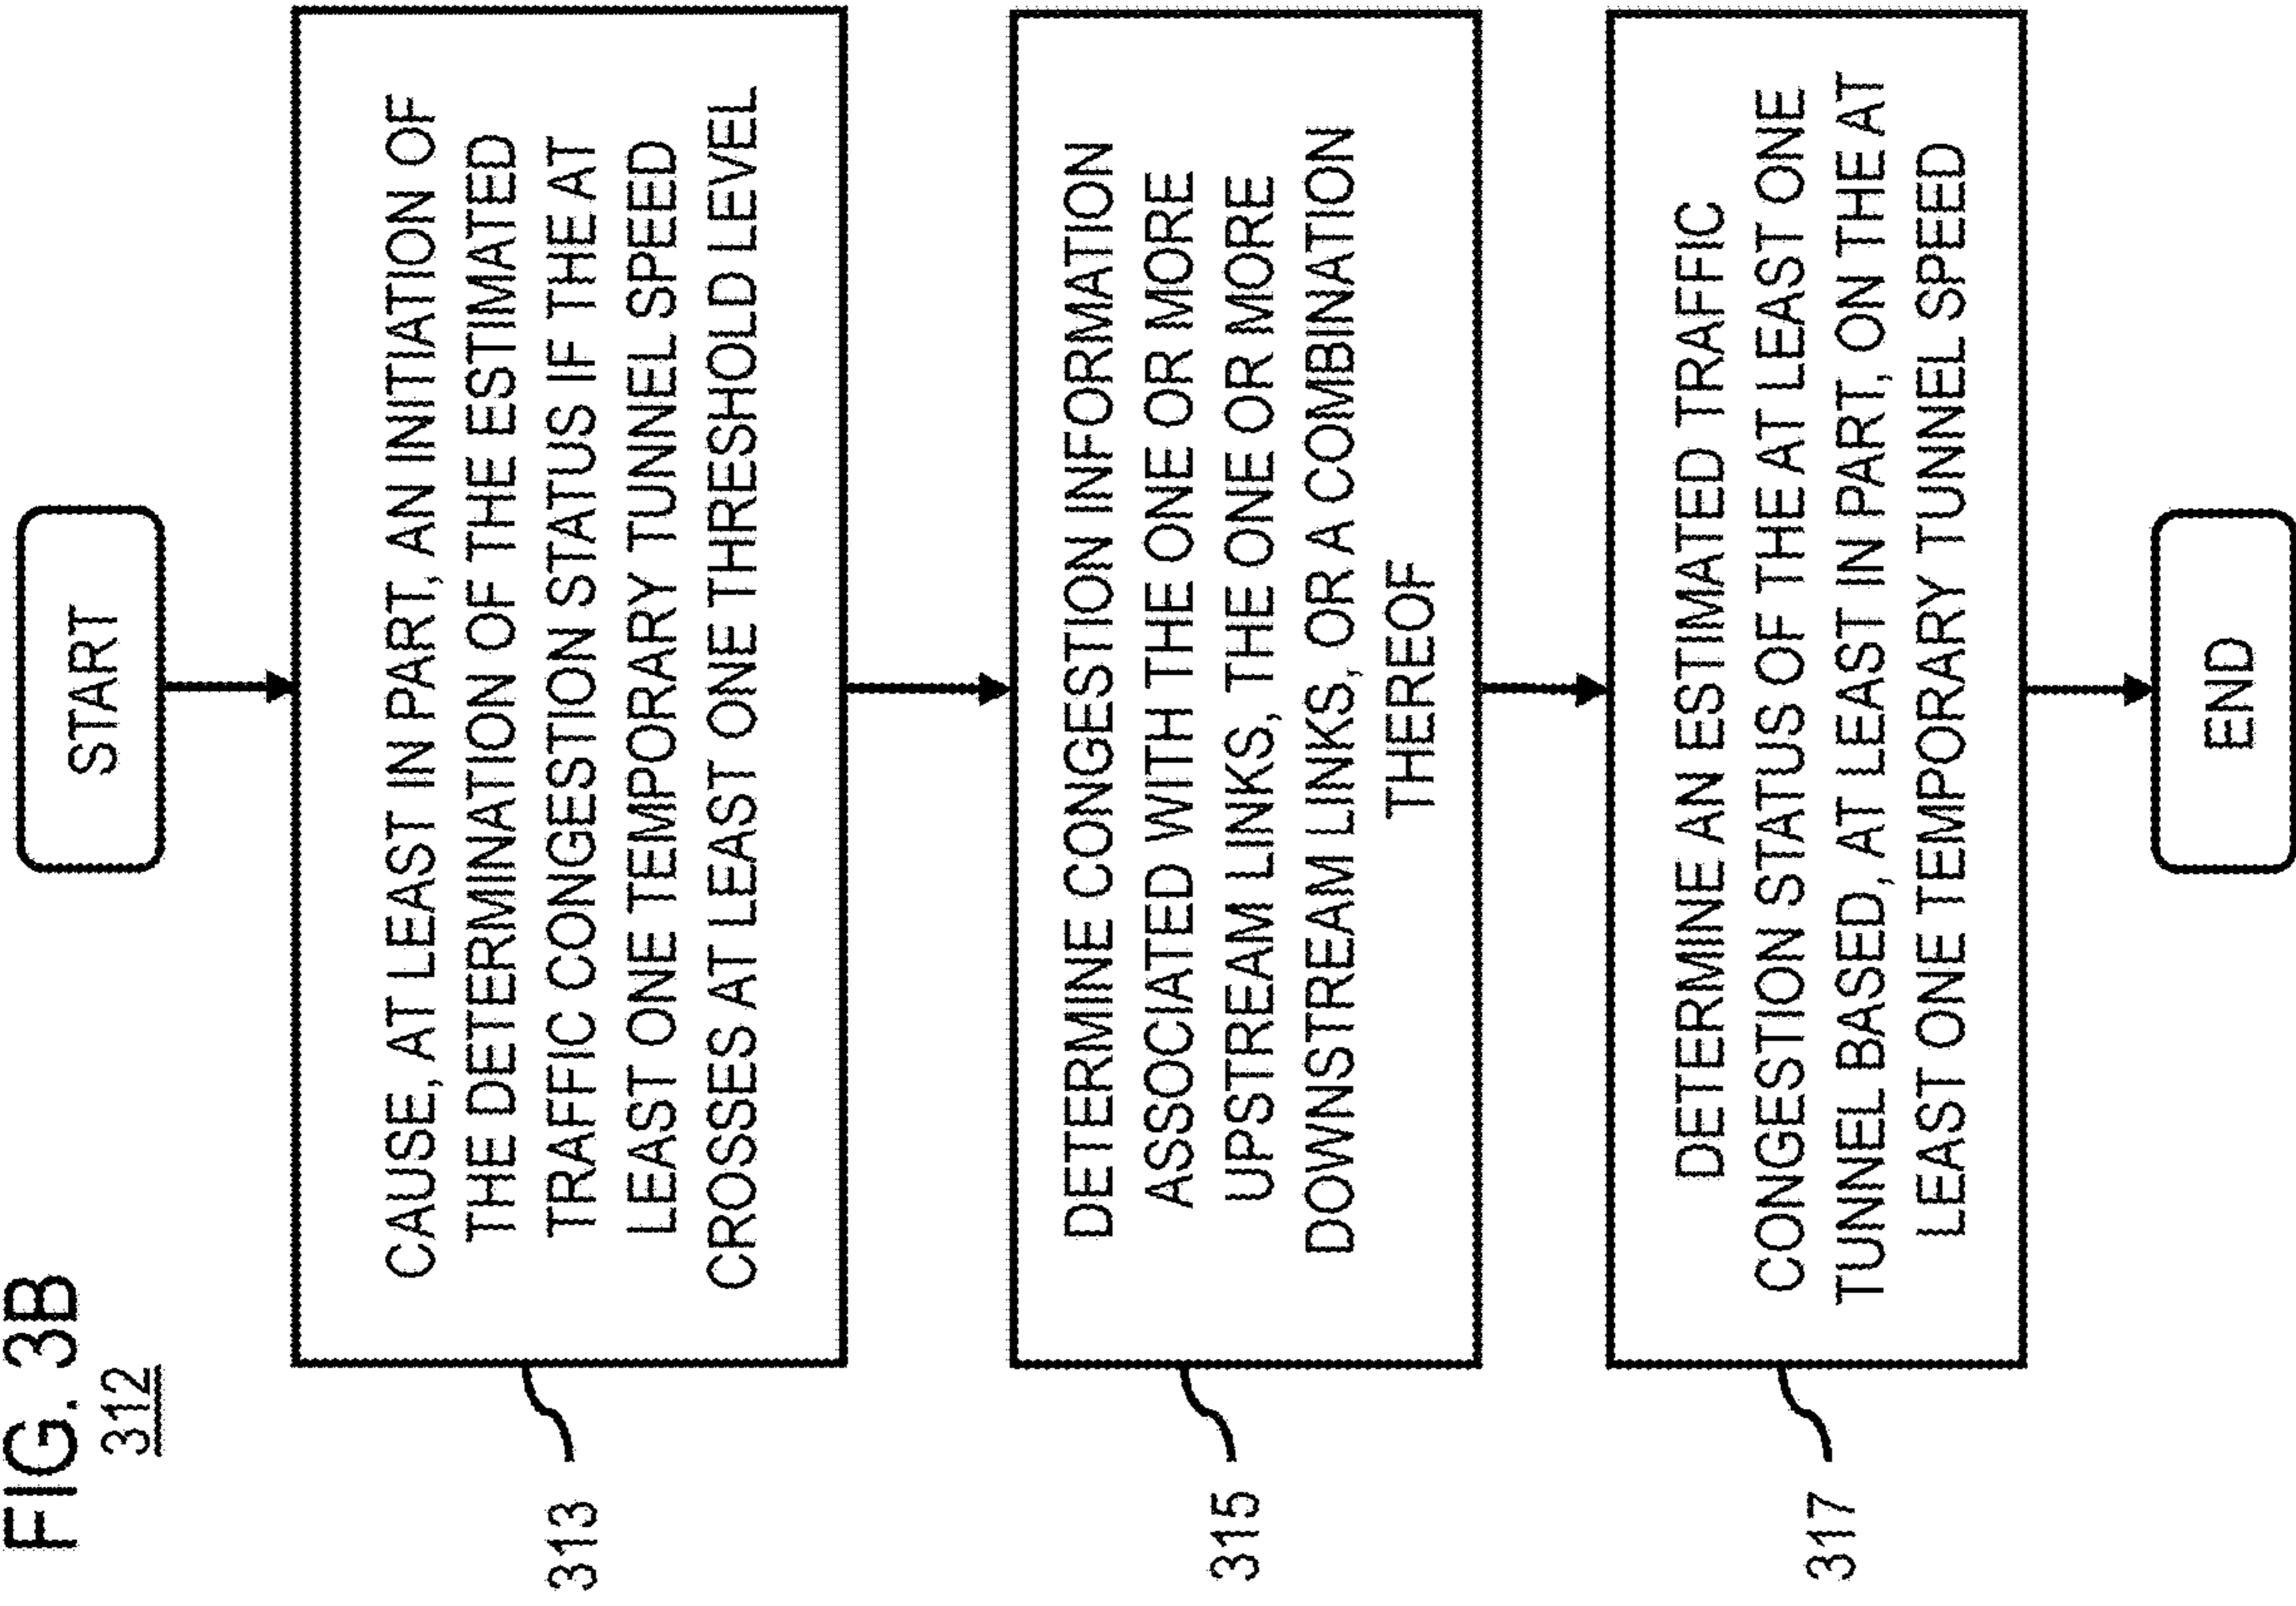 FIG. 3B
312
START
313
CAUSE, AT LEAST IN PART, AN INITIATION OF
THE DETERMINATION OF THE ESTIMATED
TRAFFIC CONGESTION STATUS IF THE AT
LEAST ONE TEMPORARY TUNNEL SPEED
CROSSES AT LEAST ONE THRESHOLD LEVEL
315
DETERMINE CONGESTION INFORMATION
ASSOCIATED WITH THE ONE OR MORE
UPSTREAM LINKS, THE ONE OR MORE
DOWNSTREAM LINKS, OR A COMBINATION
THEREOF
317
DETERMINE AN ESTIMATED TRAFFIC
CONGESTION STATUS OF THE AT LEAST ONE
TUNNEL BASED, AT LEAST IN PART, ON THE AT
LEAST ONE TEMPORARY TUNNEL SPEED
END